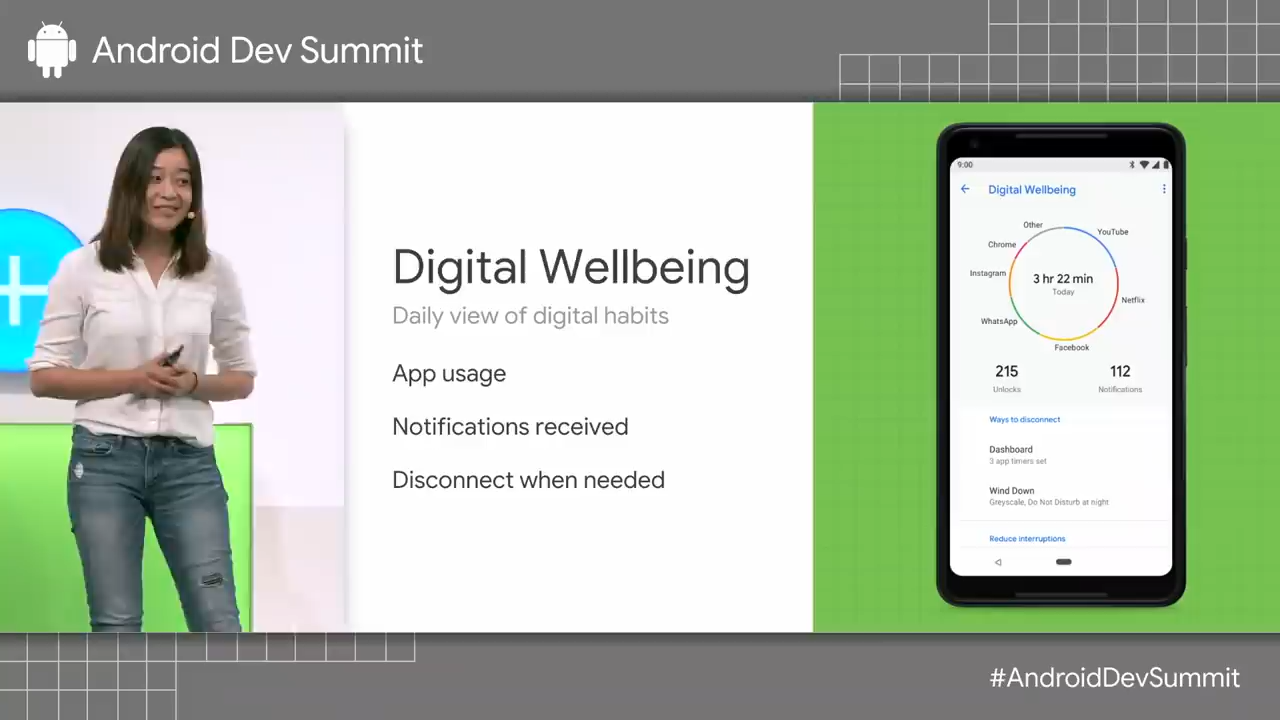 Android Dev Summit
Digital Wellbeing
Daily view of digital habits
App usage
Notifications received
Disconnect when needed
9:00
Digital Wellbeing
Other
YouTube
Chrome
Instagram
3 hr 22 min
Today
Netflix
WhatsApp
Facebook
215
112
Unlocks
Notifications
Ways to disconnect
Dashboard
3 app timers set
Wind Down
Greyscale, Do Not Disturb at night
Reduce interruptions
#AndroidDevSummit